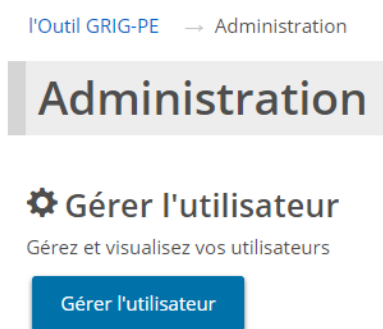 l'Outil GRIG-PE → Administration
Administration
Gérer l'utilisateur
Gérez et visualisez vos utilisateurs
Gérer l'utilisateur